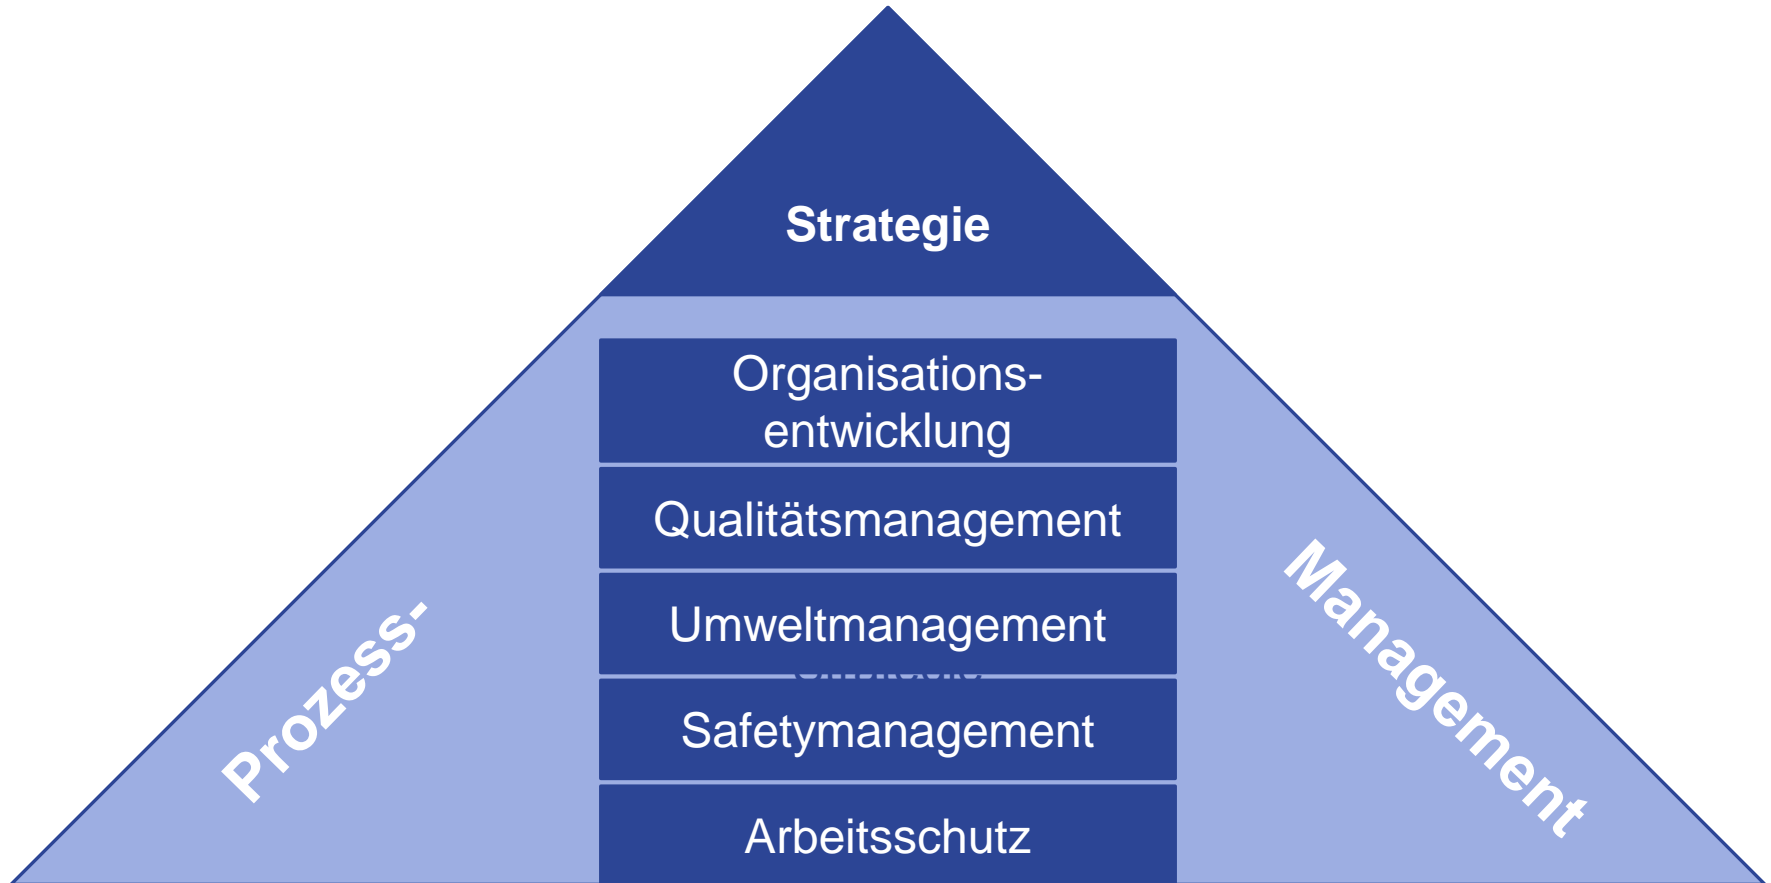 Strategie
Organisations-
entwicklung
Qualitätsmanagement
Umweltmanagement
Safetymanagement
Arbeitsschutz
Prozess-
Management